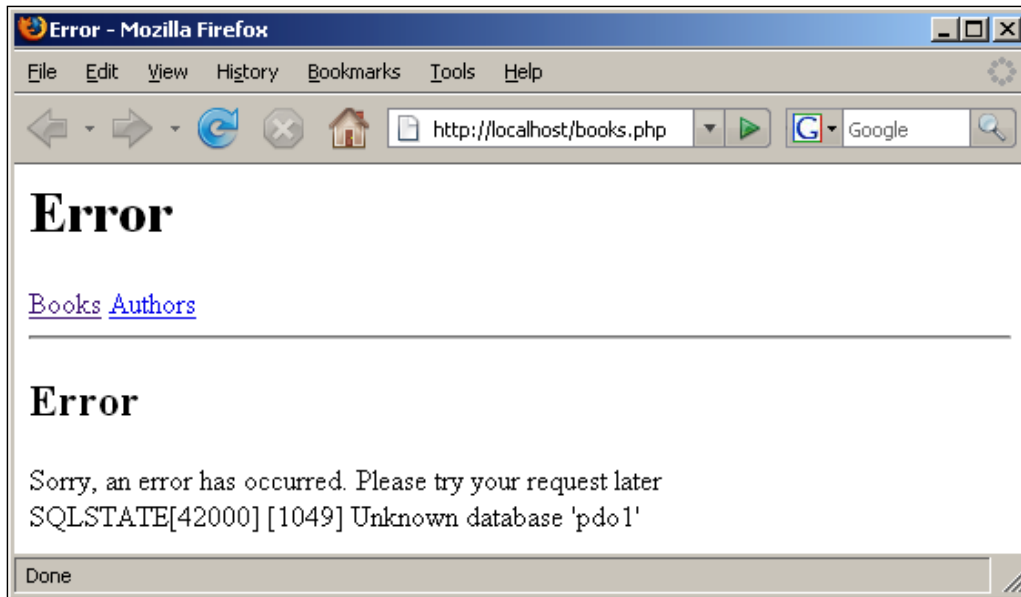 Error - Mozilla Firefox
File Edit View History Bookmarks Tools Help
http://localhost/books.php G Google
Error
Books Authors
Error
Sorry, an error has occurred. Please try your request later
SQLSTATE[42000] [1049] Unknown database 'pdo1'
Done